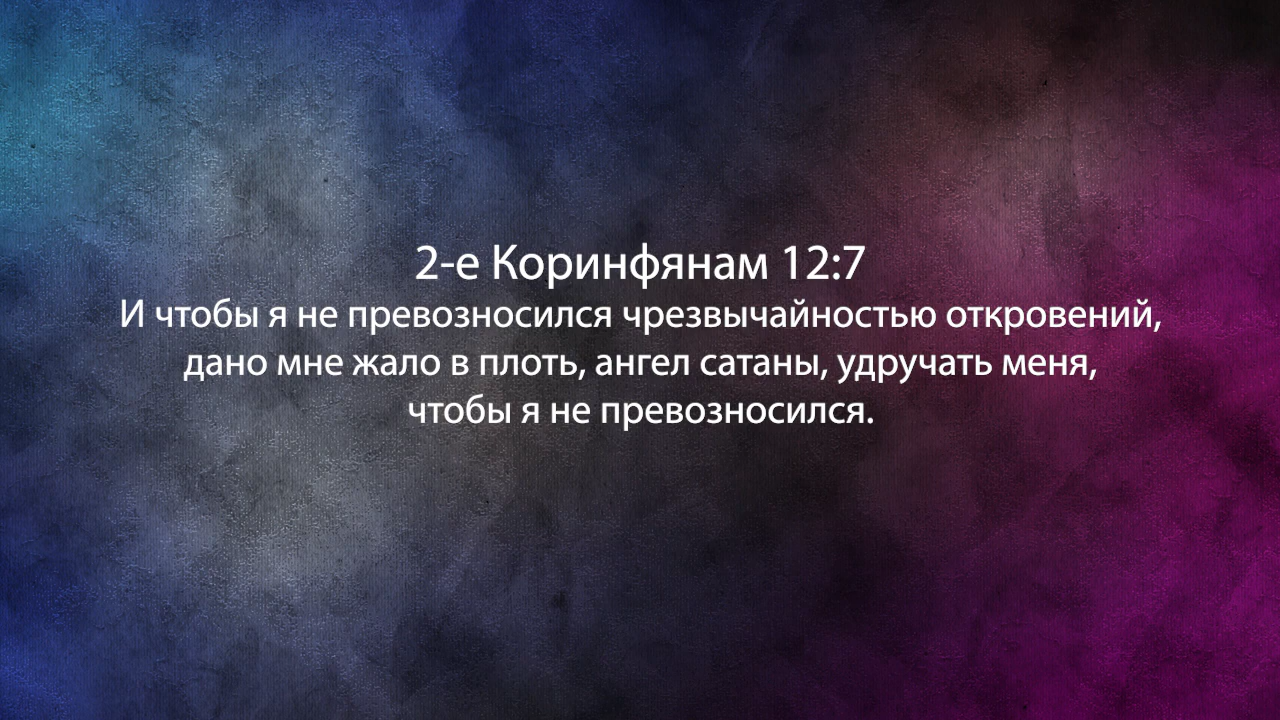 2-е Коринфянам 12:7
И чтобы я не превозносился чрезвычайностью откровений,
дано мне жало в плоть, ангел сатаны, удручать меня,
чтобы я не превозносился.